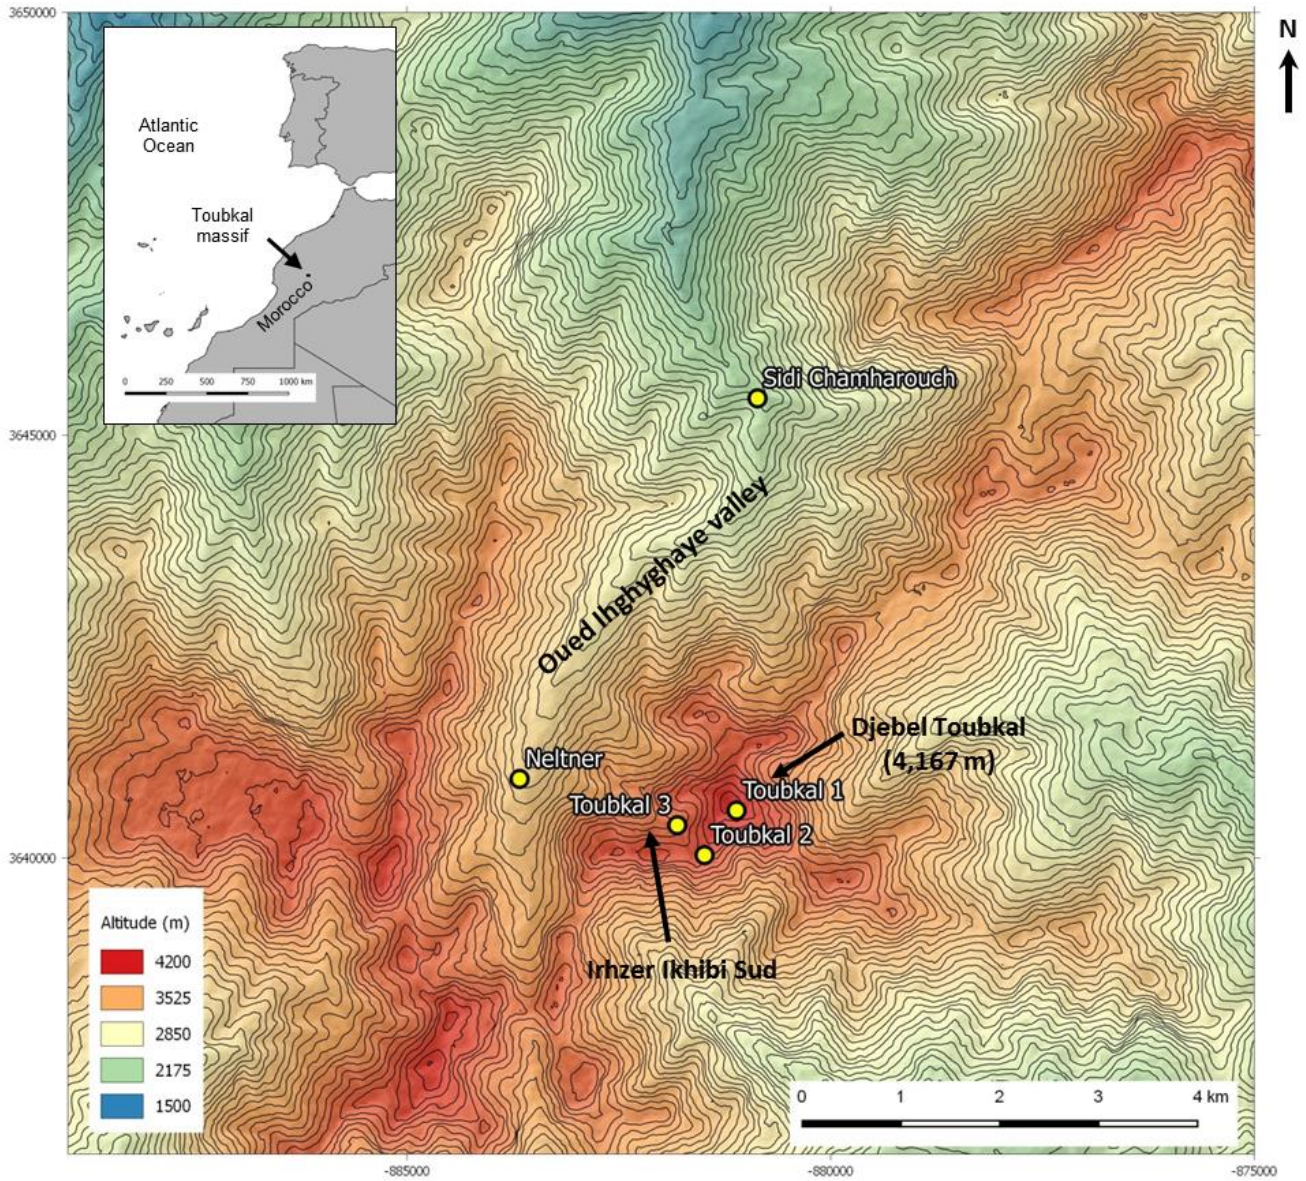 3650000
N
Atlantic
Ocean
Toubkal
massif
Morocco
0 250 500 750 1000 km
Sidi Chamharouch
3645000
Oued Ihghyghaye valley
Djebel Toubkal
(4,167 m)
Neltner
Toubkal 1
Toubkal 3
Toubkal 2
3640000
Irhzer Ikhibi Sud
Altitude (m)
4200
3525
2850
2175
1500
0 1 2 3 4 km
-885000 -880000 -875000